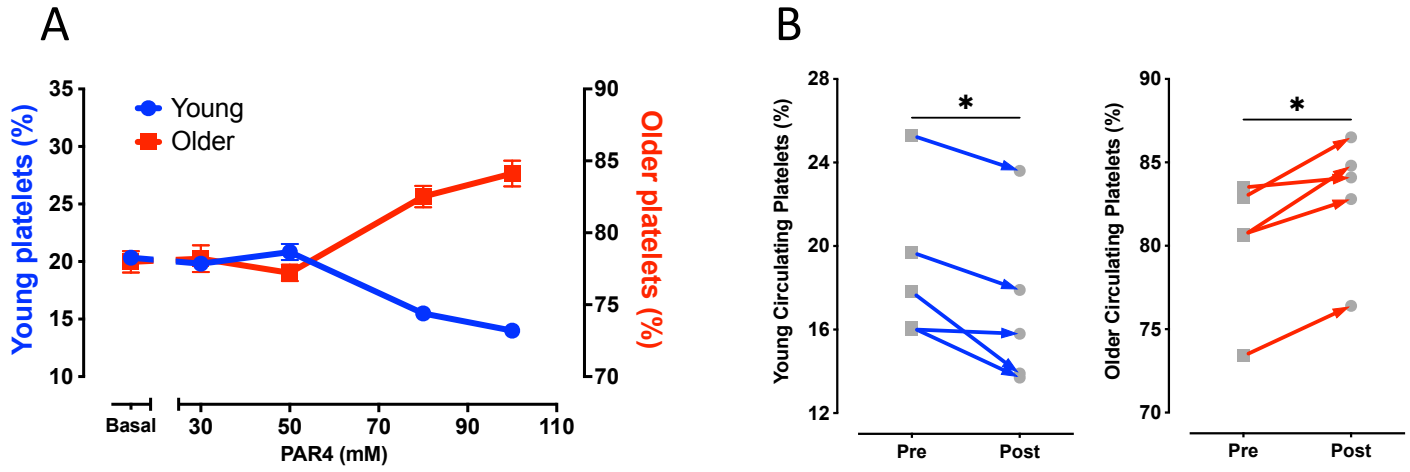 A
B
Young platelets (%)
35
30
25
20
15
10
Young
Older
90
85
80
75
70
Older platelets (%)
Basal
30
50
70
90
110
PAR4 (mM)
Young Circulating Platelets (%)
28
24
20
16
12
*
Pre
Post
Older Circulating Platelets (%)
90
85
80
75
70
*
Pre
Post